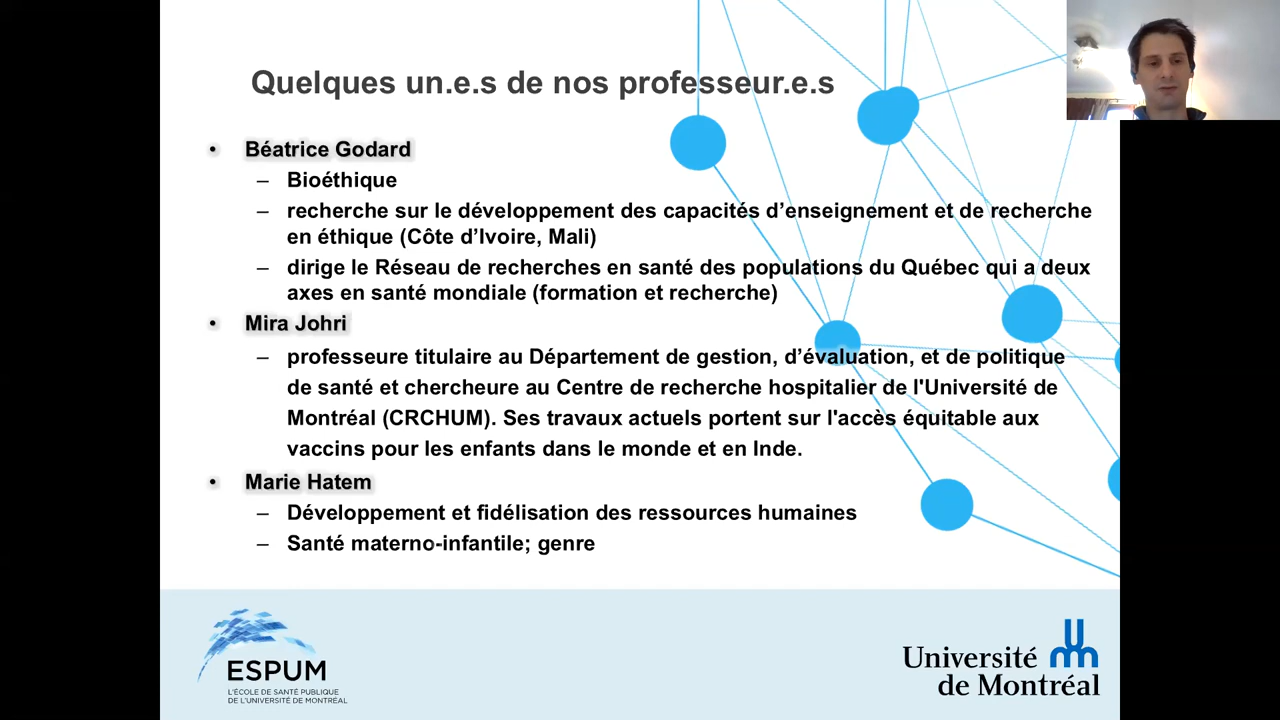 Quelques un.e.s de nos professeur.e.s
• Béatrice Godard
– Bioéthique
– recherche sur le développement des capacités d’enseignement et de recherche
en éthique (Côte d’Ivoire, Mali)
– dirige le Réseau de recherches en santé des populations du Québec qui a deux
axes en santé mondiale (formation et recherche)
• Mira Johri
– professeure titulaire au Département de gestion, d’évaluation, et de politique
de santé et chercheure au Centre de recherche hospitalier de l'Université de
Montréal (CRCHUM). Ses travaux actuels portent sur l'accès équitable aux
vaccins pour les enfants dans le monde et en Inde.
• Marie Hatem
– Développement et fidélisation des ressources humaines
– Santé materno-infantile; genre
ESPUM
L'ÉCOLE DE SANTÉ PUBLIQUE
DE L'UNIVERSITÉ DE MONTRÉAL
Université
de Montréal